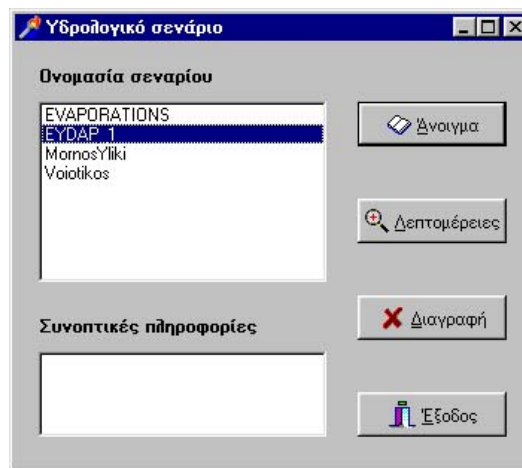 Υδρολογικό σενάριο
Ονομασία σεναρίου
EVAPORATIONS
EYDAP_1
MornosYliki
Voiotikos
Άνοιγμα
Λεπτομέρειες
Συνοπτικές πληροφορίες
Διαγραφή
Έξοδος